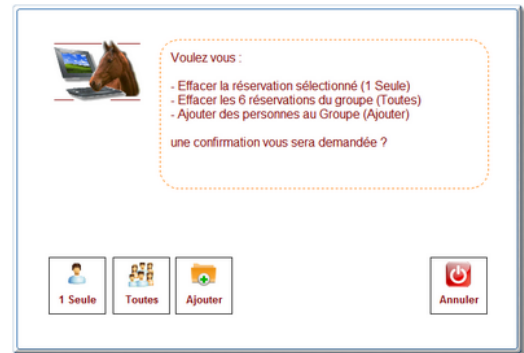 Voulez vous :
- Effacer la réservation sélectionné (1 Seule)
- Effacer les 6 réservations du groupe (Toutes)
- Ajouter des personnes au Groupe (Ajouter)
une confirmation vous sera demandée ?
1 Seule
Toutes
Ajouter
Annuler